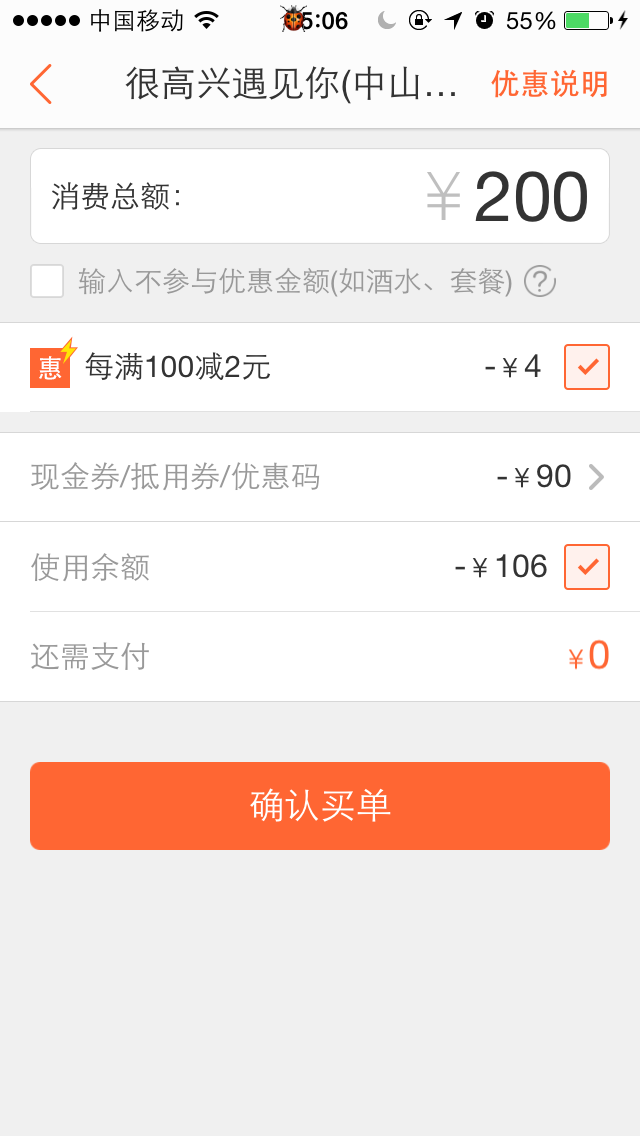 中国移动 5:06 55%
很高兴遇见你(中山... 优惠说明
消费总额: ¥200
输入不参与优惠金额(如酒水、套餐) ?
惠 每满100减2元 -¥4
现金券/抵用券/优惠码 -¥90
使用余额 -¥106
还需支付 ¥0
确认买单